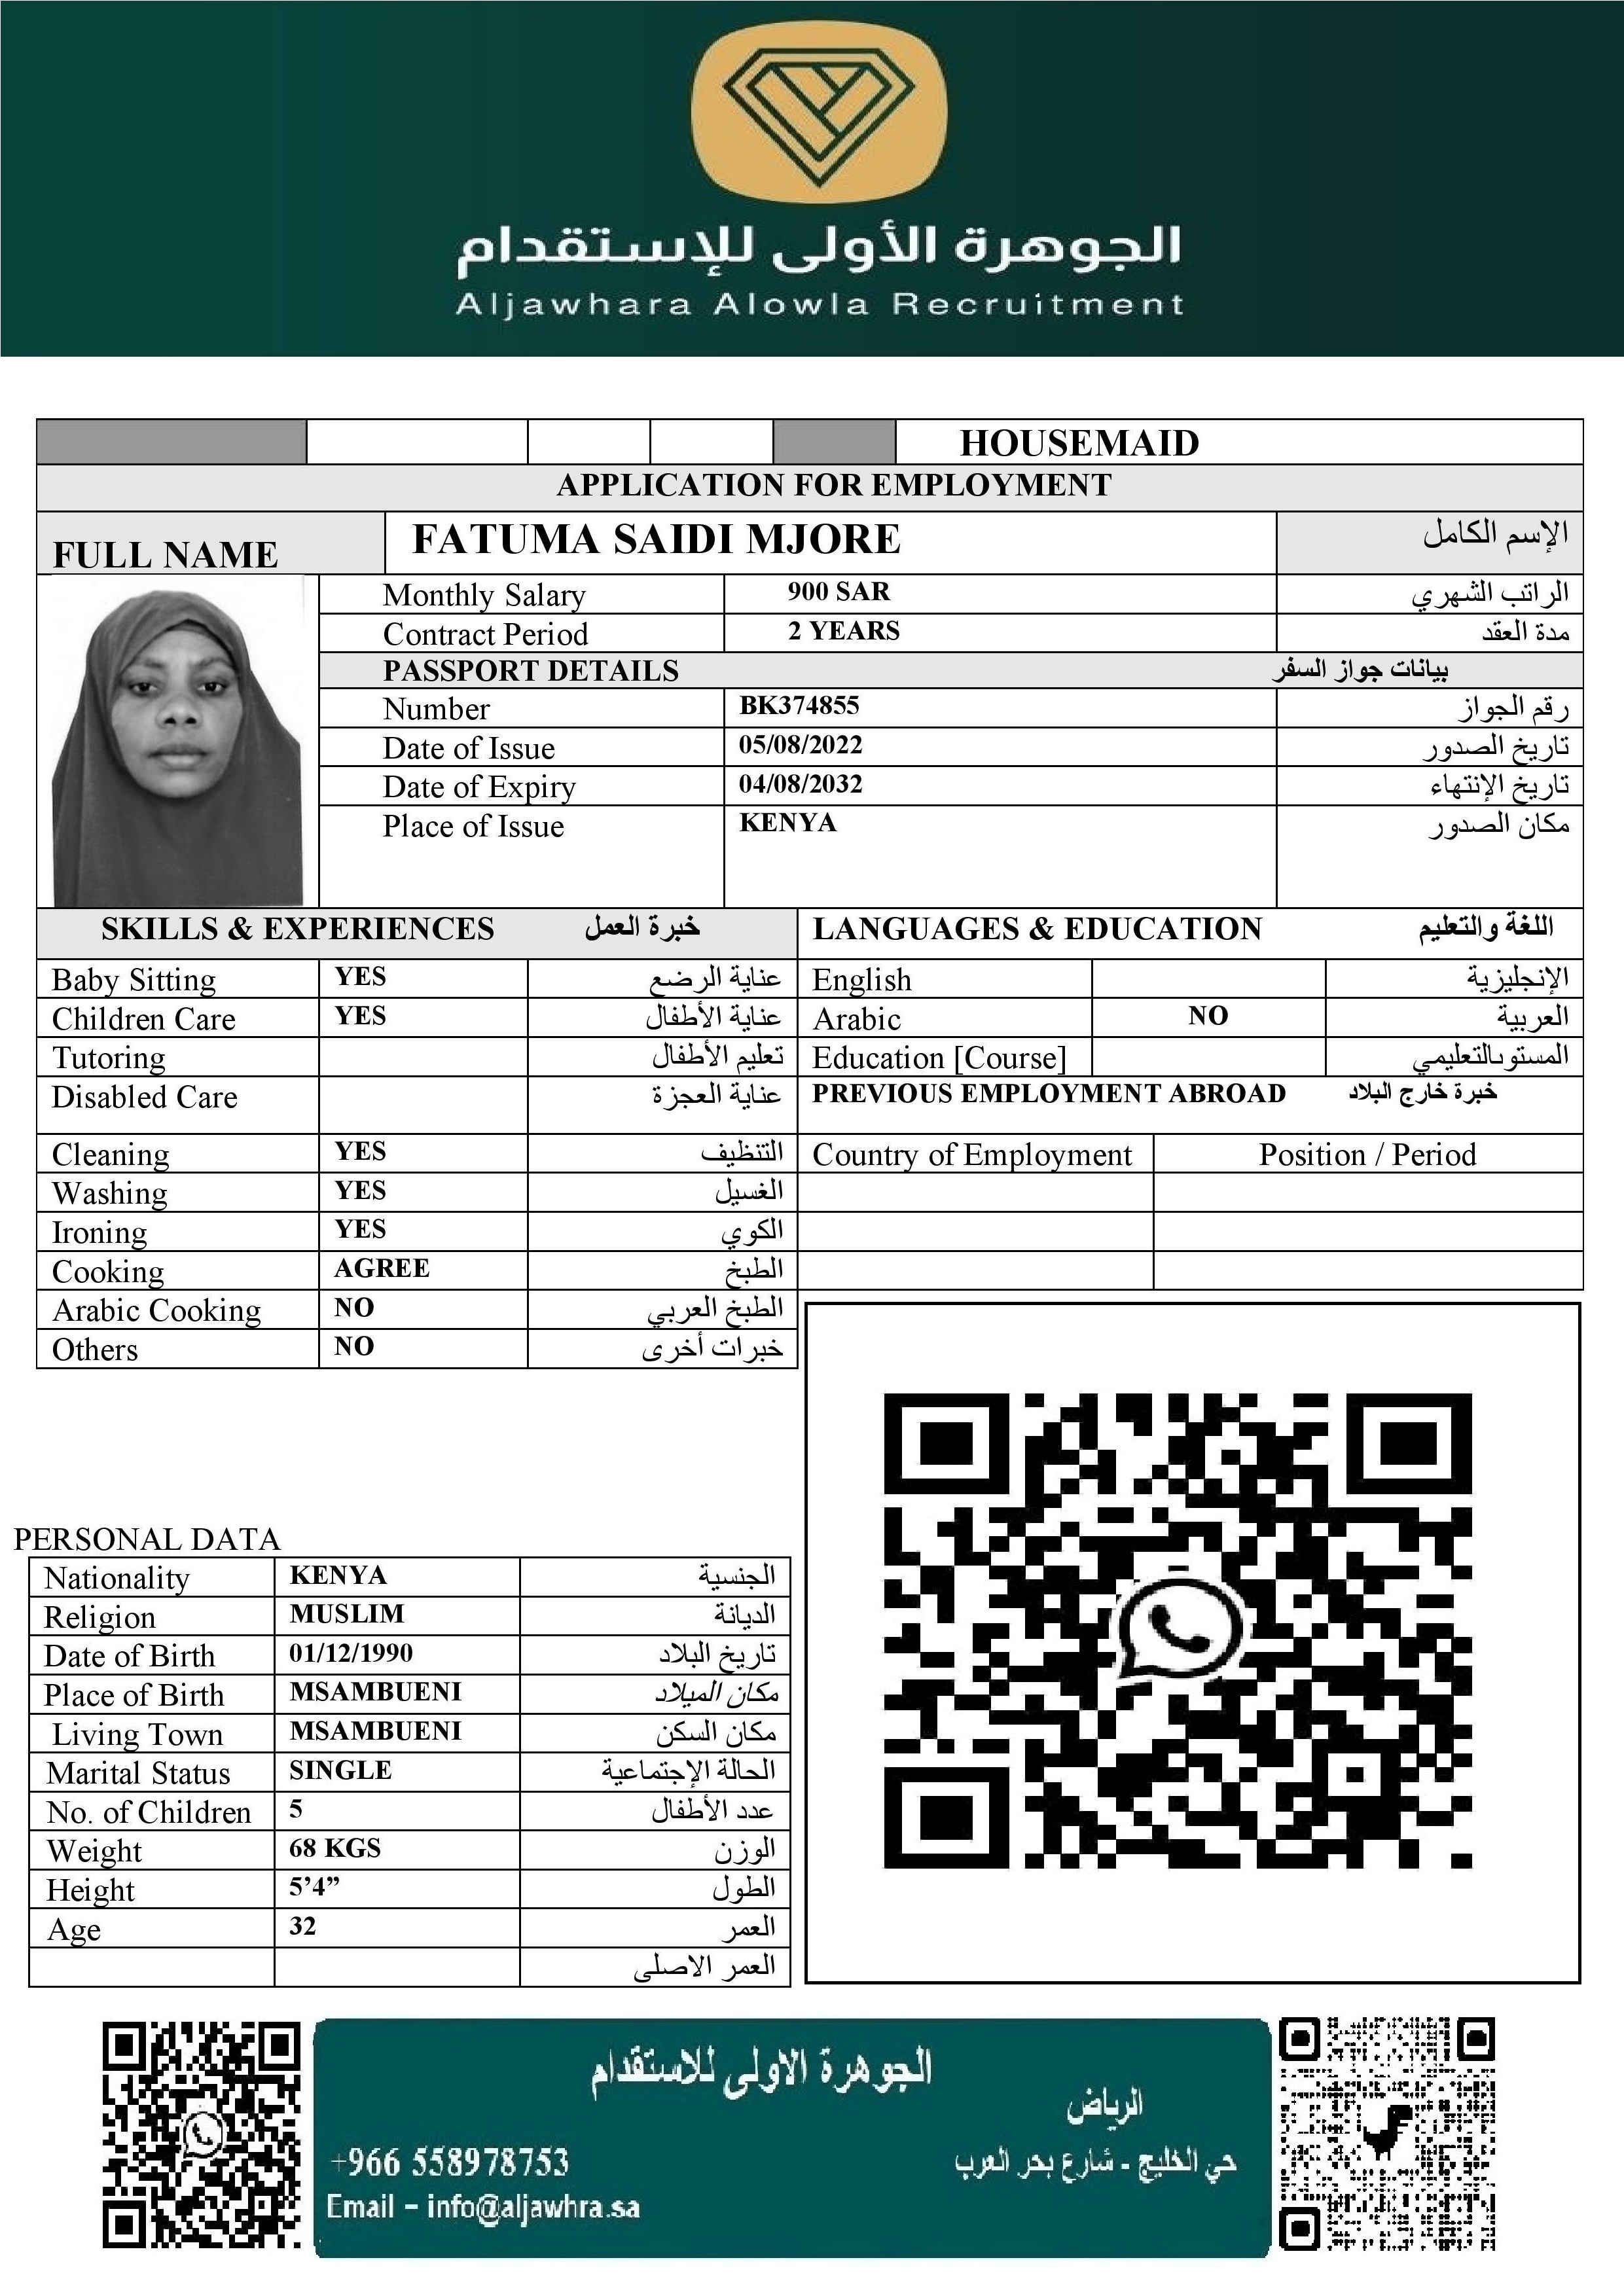 الجوهرة الأولى للإستقدام
Aljawhara Alowla Recruitment
HOUSEMAID
APPLICATION FOR EMPLOYMENT
FULL NAME FATUMA SAIDI MJORE الإسم الكامل
Monthly Salary 900 SAR الراتب الشهري
Contract Period 2 YEARS مدة العقد
PASSPORT DETAILS بيانات جواز السفر
Number BK374855 رقم الجواز
Date of Issue 05/08/2022 تاريخ الصدور
Date of Expiry 04/08/2032 تاريخ الإنتهاء
Place of Issue KENYA مكان الصدور
SKILLS & EXPERIENCES خبرة العمل
Baby Sitting YES عناية الرضع
Children Care YES عناية الأطفال
Tutoring تعليم الأطفال
Disabled Care عناية العجزة
Cleaning YES التنظيف
Washing YES الغسيل
Ironing YES الكوي
Cooking AGREE الطبخ
Arabic Cooking NO الطبخ العربي
Others NO خبرات أخرى
LANGUAGES & EDUCATION اللغة والتعليم
English الإنجليزية
Arabic NO العربية
Education [Course] المستوىالتعليمي
PREVIOUS EMPLOYMENT ABROAD خبرة خارج البلاد
Country of Employment Position / Period
PERSONAL DATA
Nationality KENYA الجنسية
Religion MUSLIM الديانة
Date of Birth 01/12/1990 تاريخ البلاد
Place of Birth MSAMBUENI مكان الميلاد
Living Town MSAMBUENI مكان السكن
Marital Status SINGLE الحالة الإجتماعية
No. of Children 5 عدد الأطفال
Weight 68 KGS الوزن
Height 5’4” الطول
Age 32 العمر
العمر الاصلى
الجوهرة الاولى للاستقدام
الرياض
+966 558978753 حي الخليج - شارع بحر العرب
Email – info@aljawhra.sa